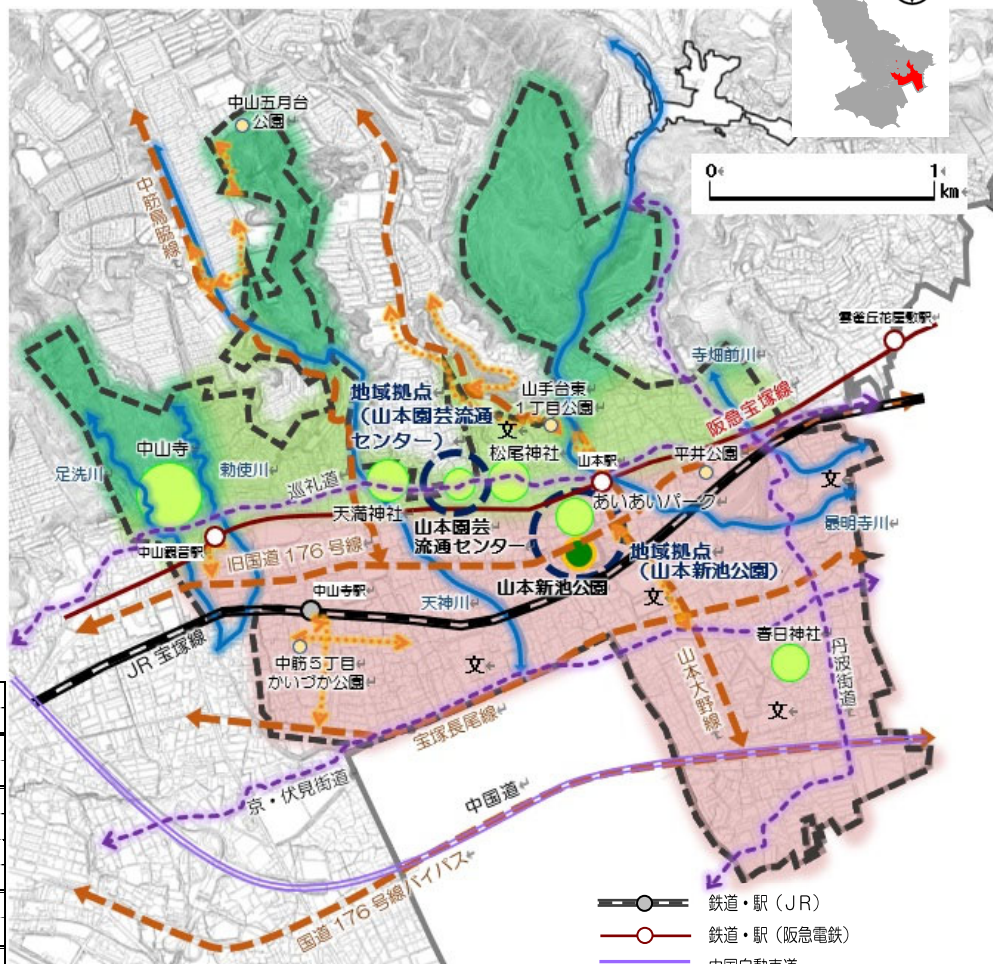 中山五月台
公園
0
1
km
中筋鳥脇線
雲雀丘花屋敷駅
寺畑前川
阪急宝塚線
地域拠点
（山本園芸流通
センター）
山手台東
1丁目公園
文
中山寺
足洗川
勅使川
松尾神社
山本駅
平井公園
文
巡礼道
天満神社
あいあいパーク
山本園芸
流通センター
最明寺川
中山観音駅
旧国道176号線
地域拠点
（山本新池公園）
山本新池公園
中山寺駅
天神川
文
JR宝塚線
春日神社
中筋5丁目
かいづか公園
文
山本大野線
丹波街道
文
宝塚長尾線
京・伏見街道
中国道
国道176号線バイパス
鉄道・駅（JR）
鉄道・駅（阪急電鉄）
中国自動車道